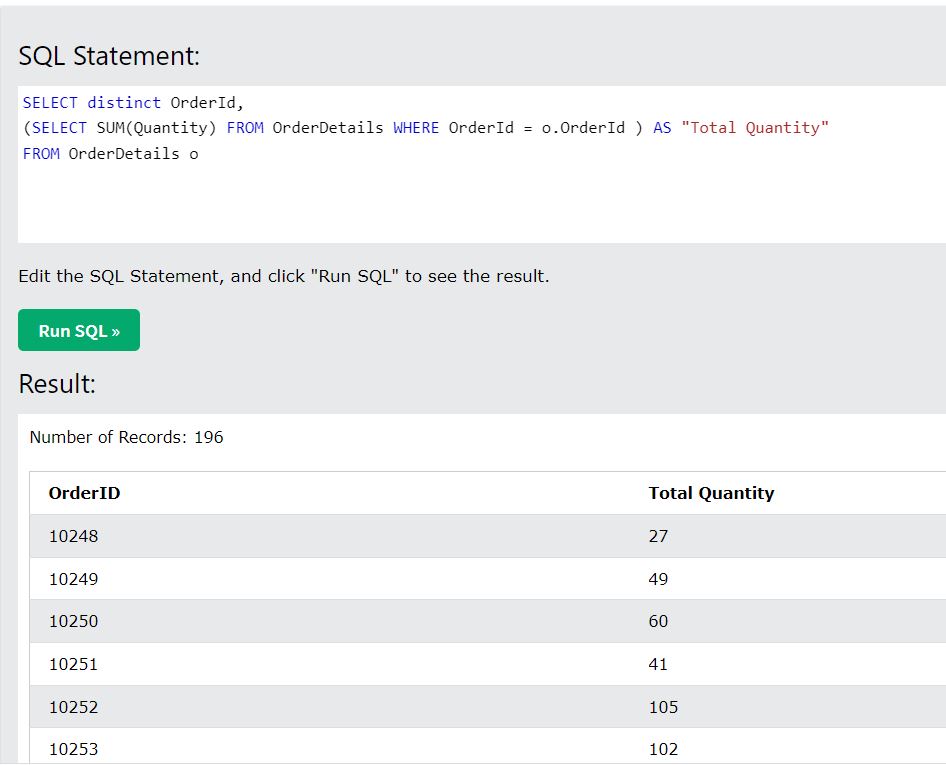 SQL Statement:
SELECT distinct OrderId,
(SELECT SUM(Quantity) FROM OrderDetails WHERE OrderId = o.OrderId ) AS "Total Quantity"
FROM OrderDetails o
Edit the SQL Statement, and click "Run SQL" to see the result.
Run SQL »
Result:
Number of Records: 196
OrderID Total Quantity
10248 27
10249 49
10250 60
10251 41
10252 105
10253 102